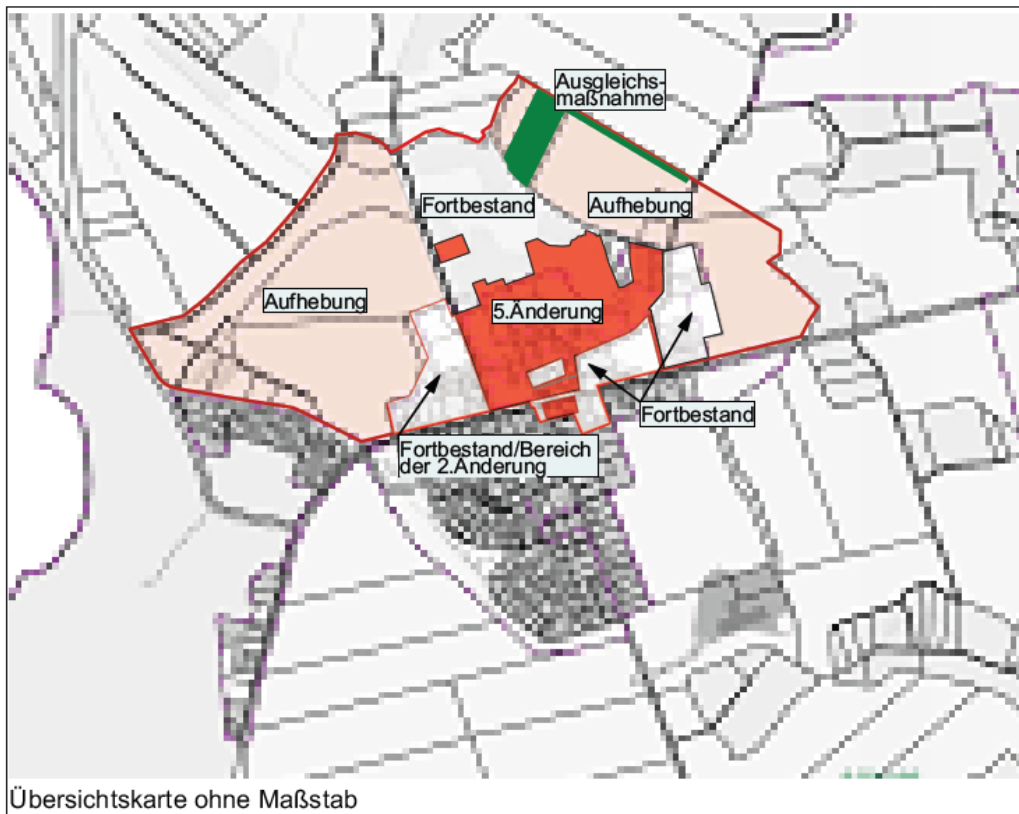 Ausgleichs-
maßnahme
Fortbestand
Aufhebung
Aufhebung
5.Änderung
Fortbestand
Fortbestand/Bereich
der 2.Änderung
Übersichtskarte ohne Maßstab